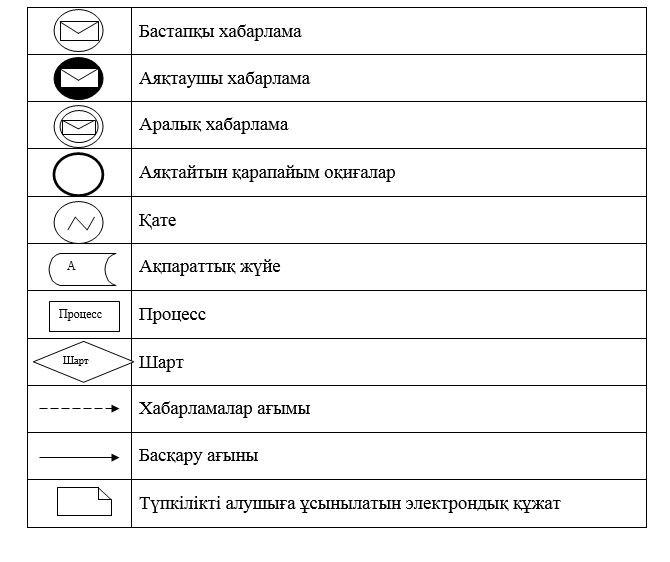 Бастапқы хабарлама
Аяқтаушы хабарлама
Аралық хабарлама
Аяқтайтын қарапайым оқиғалар
Қате
А
Ақпараттық жүйе
Процесс
Процесс
Шарт
Шарт
Хабарламалар ағымы
Басқару ағыны
Түпкілікті алушыға ұсынылатын электрондық құжат